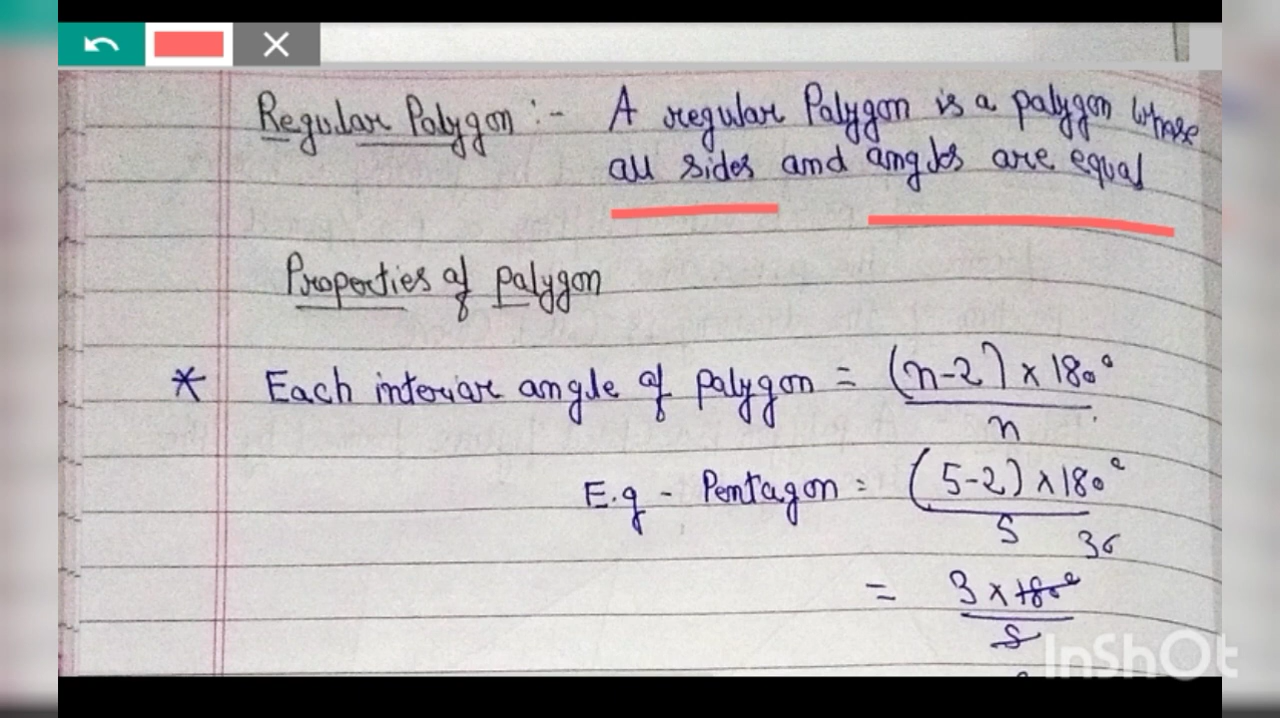 Regular Polygon :- A regular Polygon is a polygon whose
all sides and angles are equal
Properties of polygon
* Each interior angle of polygon = (n-2) × 180°
n
E.g - Pentagon = (5-2) × 180°
5 36
= 3 × 180°
5
InShOt